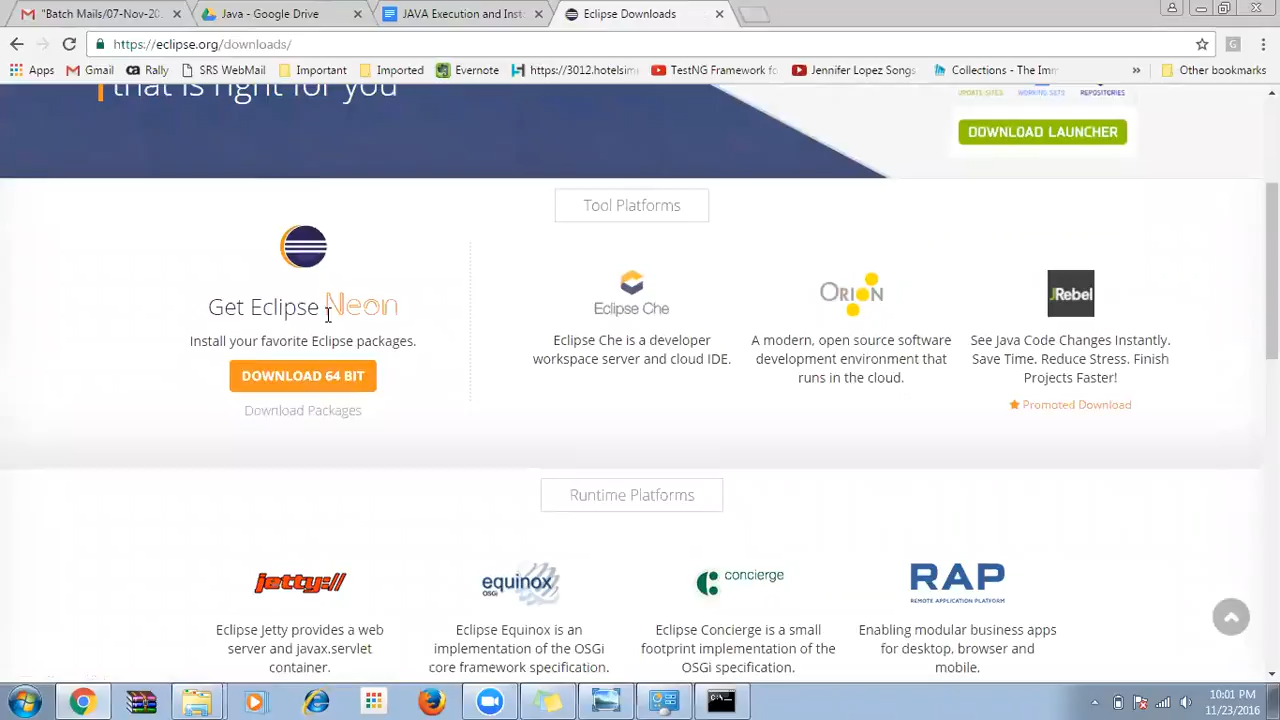 "Batch Mails/07-Nov-20
Java - Google Drive
JAVA Execution and Inst
Eclipse Downloads
https://eclipse.org/downloads/
Apps
Gmail
Rally
SRS WebMail
Important
Imported
Evernote
https://3012.hotelsim
TestNG Framework fo
Jennifer Lopez Songs
Collections - The Imm
Other bookmarks
that is right for you
UPDATE-SITES
WORKING SETS
REPOSITORIES
DOWNLOAD LAUNCHER
Tool Platforms
Get Eclipse Neon
Install your favorite Eclipse packages.
DOWNLOAD 64 BIT
Download Packages
Eclipse Che
Eclipse Che is a developer
workspace server and cloud IDE.
ORION
A modern, open source software
development environment that
runs in the cloud.
JRebel
See Java Code Changes Instantly.
Save Time. Reduce Stress. Finish
Projects Faster!
Promoted Download
Runtime Platforms
jetty://
Eclipse Jetty provides a web
server and javax.servlet
container.
equinox
OSGi
Eclipse Equinox is an
implementation of the OSGi
core framework specification.
concierge
Eclipse Concierge is a small
footprint implementation of the
OSGi specification.
RAP
REMOTE APPLICATION PLATFORM
Enabling modular business apps
for desktop, browser and
mobile.
10:01 PM
11/23/2016